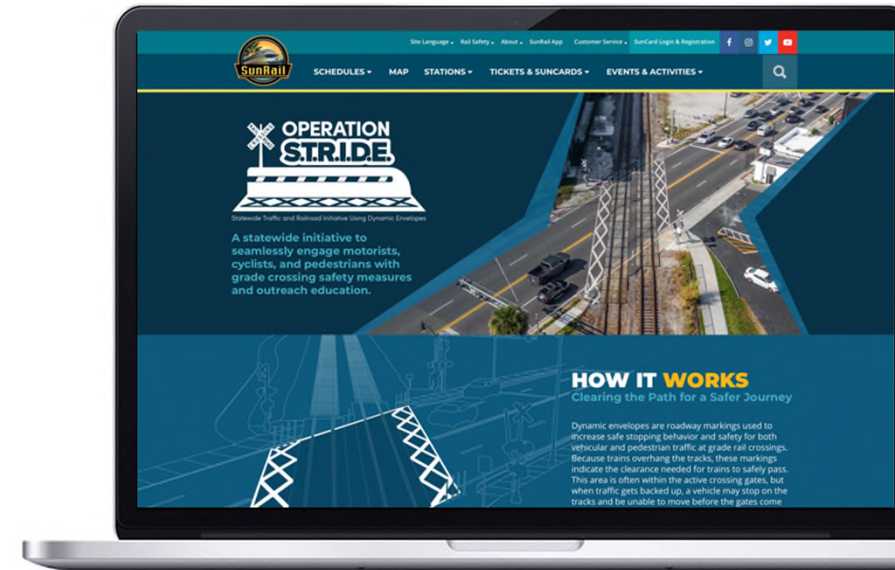 Site Language
Rail Safety
About
SunRail App
Customer Service
SunCard Login & Registration
SunRail
SCHEDULES
MAP
STATIONS
TICKETS & SUNCARDS
EVENTS & ACTIVITIES
OPERATION
S.T.R.I.D.E.
Statewide Traffic and Railroad Initiative Using Dynamic Envelopes
A statewide initiative to
seamlessly engage motorists,
cyclists, and pedestrians with
grade crossing safety measures
and outreach education.
HOW IT WORKS
Clearing the Path for a Safer Journey
Dynamic envelopes are roadway markings used to
increase safe stopping behavior and safety for both
vehicular and pedestrian traffic at grade rail crossings.
Because trains overhang the tracks, these markings
indicate the clearance needed for trains to safely pass.
This area is often within the active crossing gates, but
when traffic gets backed up, a vehicle may stop on the
tracks and be unable to move before the gates come